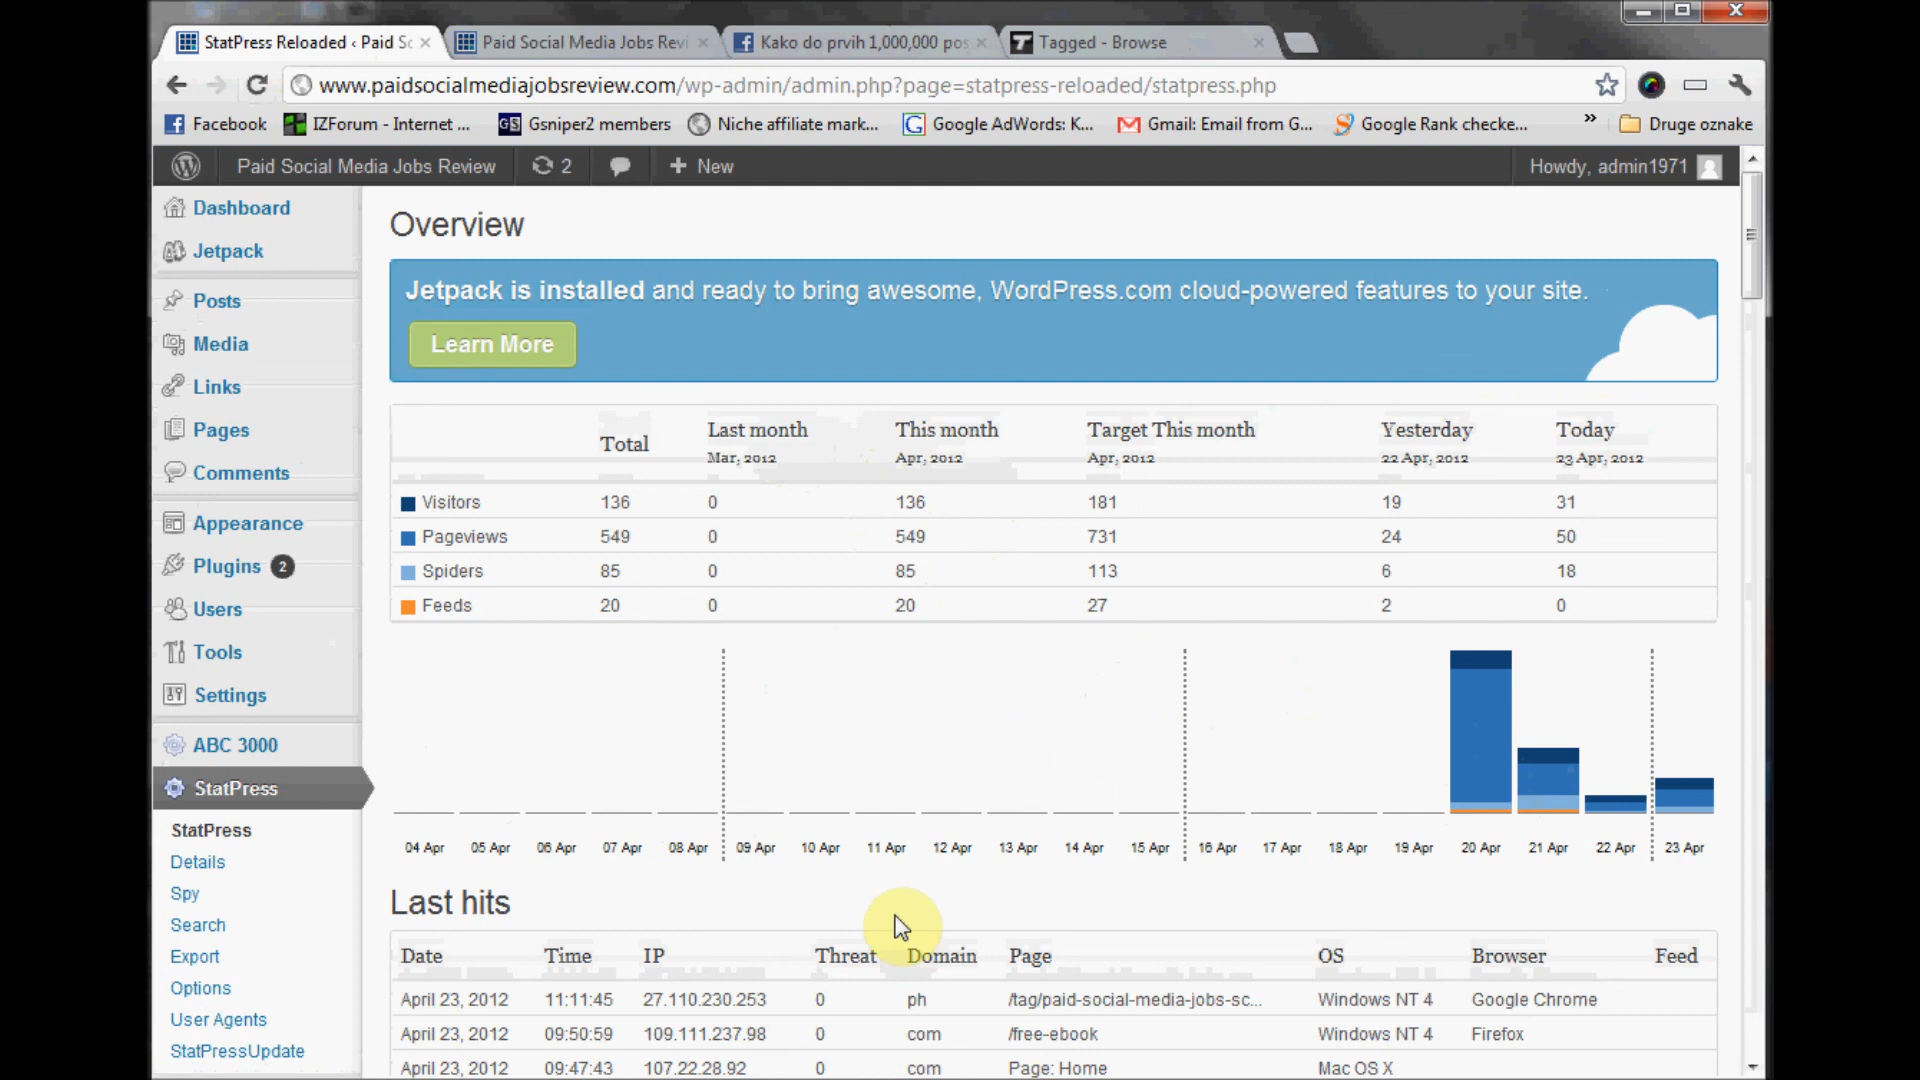 StatPress Reloaded ‹ Paid Sc
Paid Social Media Jobs Revi
Kako do prvih 1,000,000 pos
Tagged - Browse
www.paidsocialmediajobsreview.com/wp-admin/admin.php?page=statpress-reloaded/statpress.php
Facebook
IZForum - Internet ...
Gsniper2 members
Niche affiliate mark...
Google AdWords: K...
Gmail: Email from G...
Google Rank checke...
»
Druge oznake
Paid Social Media Jobs Review
2
+ New
Howdy, admin1971
Dashboard
Jetpack
Posts
Media
Links
Pages
Comments
Appearance
Plugins 2
Users
Tools
Settings
ABC 3000
StatPress
StatPress
Details
Spy
Search
Export
Options
User Agents
StatPressUpdate
Overview
Jetpack is installed and ready to bring awesome, WordPress.com cloud-powered features to your site.
Learn More
Total Last month This month Target This month Yesterday Today
Mar, 2012 Apr, 2012 Apr, 2012 22 Apr, 2012 23 Apr, 2012
Visitors 136 0 136 181 19 31
Pageviews 549 0 549 731 24 50
Spiders 85 0 85 113 6 18
Feeds 20 0 20 27 2 0
04 Apr 05 Apr 06 Apr 07 Apr 08 Apr 09 Apr 10 Apr 11 Apr 12 Apr 13 Apr 14 Apr 15 Apr 16 Apr 17 Apr 18 Apr 19 Apr 20 Apr 21 Apr 22 Apr 23 Apr
Last hits
Date Time IP Threat Domain Page OS Browser Feed
April 23, 2012 11:11:45 27.110.230.253 0 ph /tag/paid-social-media-jobs-sc... Windows NT 4 Google Chrome
April 23, 2012 09:50:59 109.111.237.98 0 com /free-ebook Windows NT 4 Firefox
April 23, 2012 09:47:43 107.22.28.92 0 com Page: Home Mac OS X